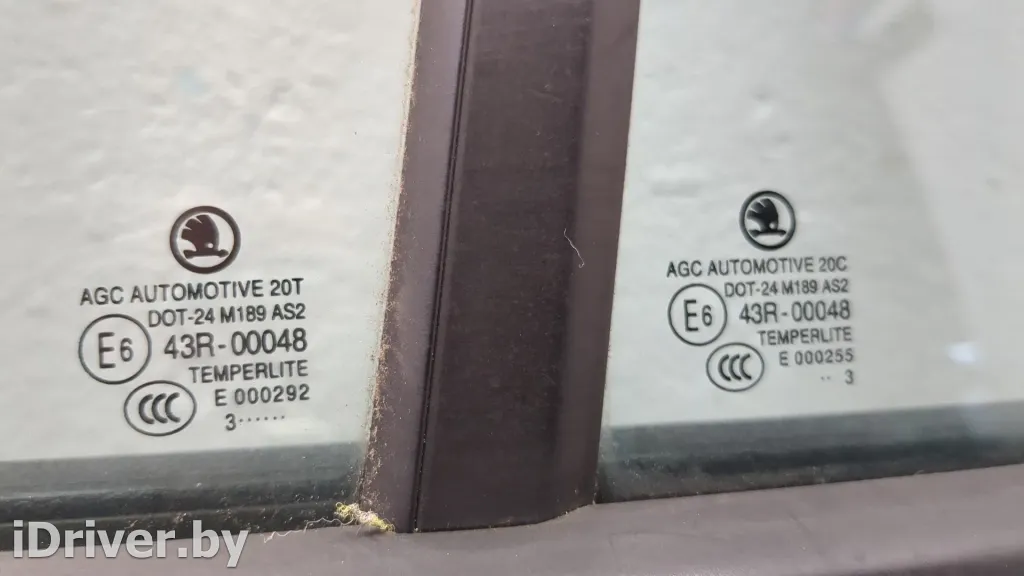 AGC AUTOMOTIVE 20T
DOT-24 M189 AS2
E6 43R-00048
TEMPERLITE
CCC E 000292
3······
AGC AUTOMOTIVE 20C
DOT-24 M189 AS2
E6 43R-00048
TEMPERLITE
CCC E 000255
·· 3
iDriver.by